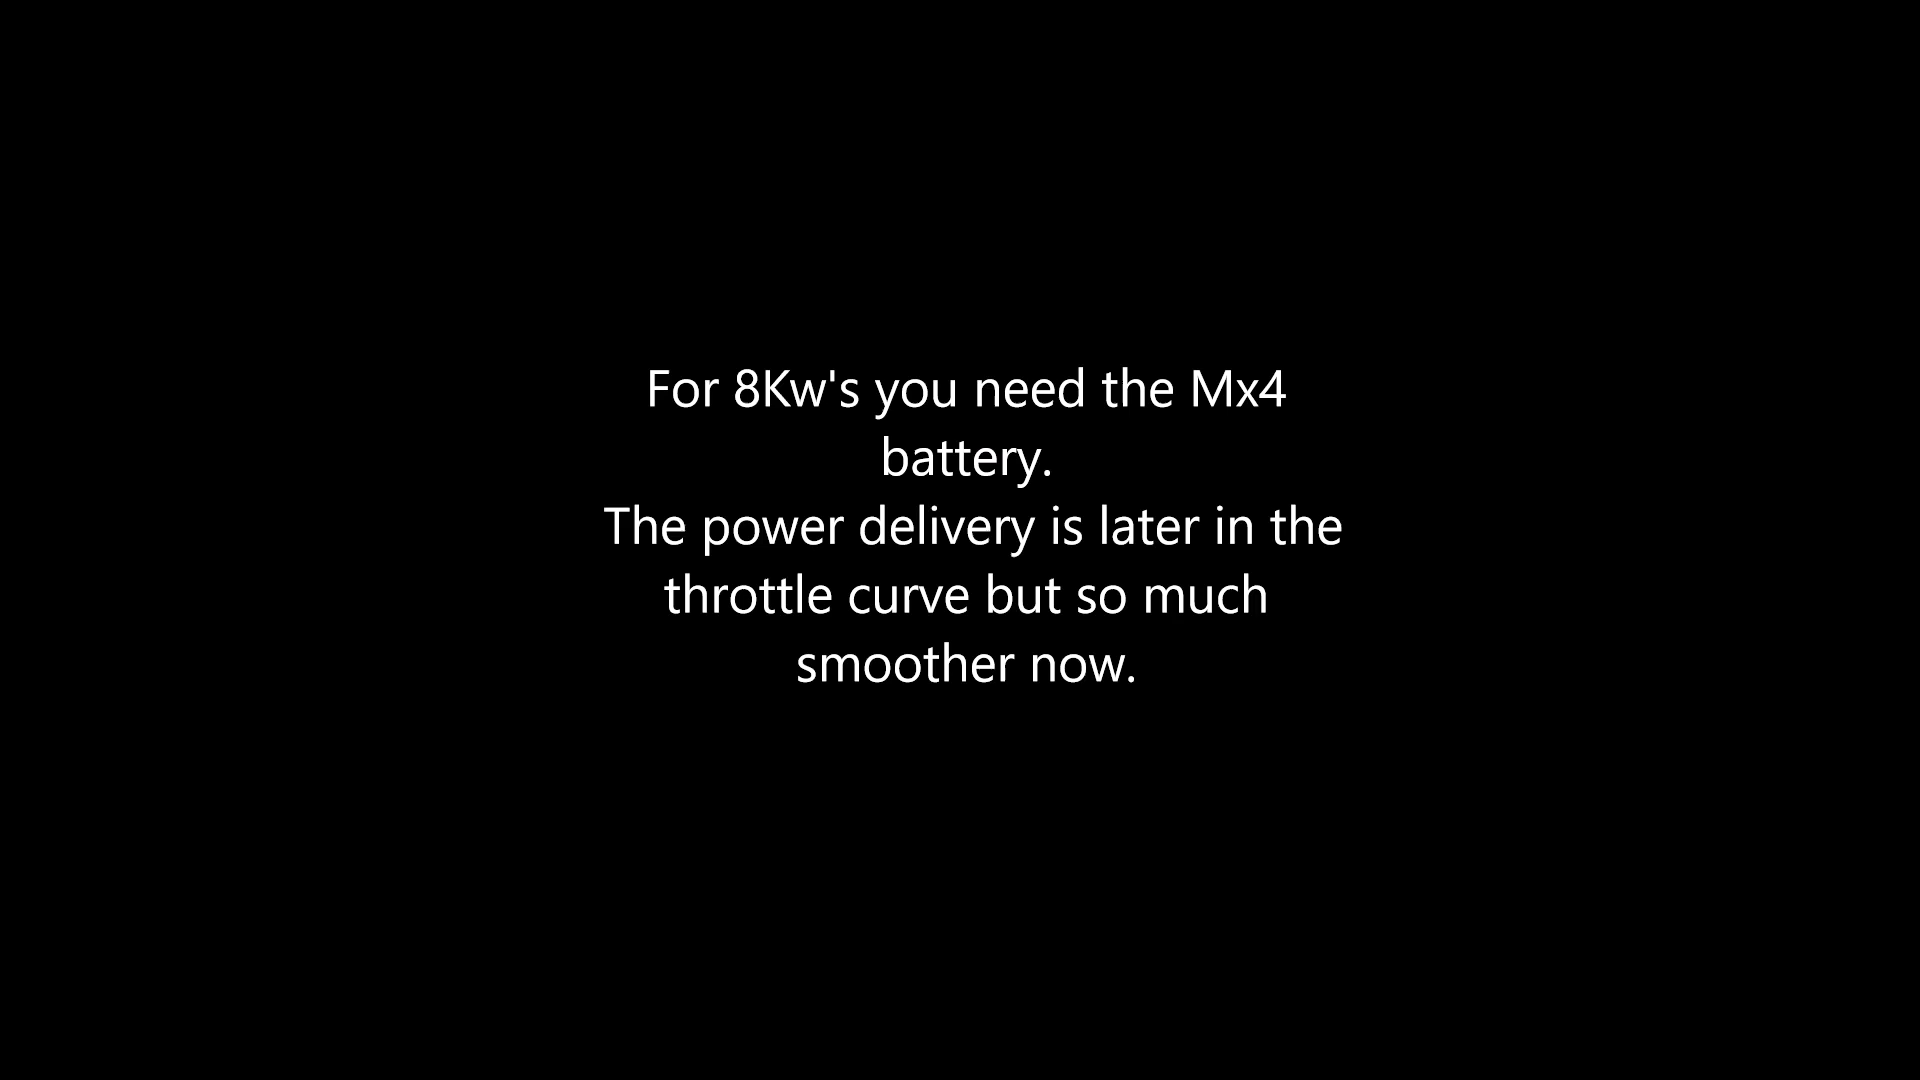 For 8Kw's you need the Mx4
battery.
The power delivery is later in the
throttle curve but so much
smoother now.